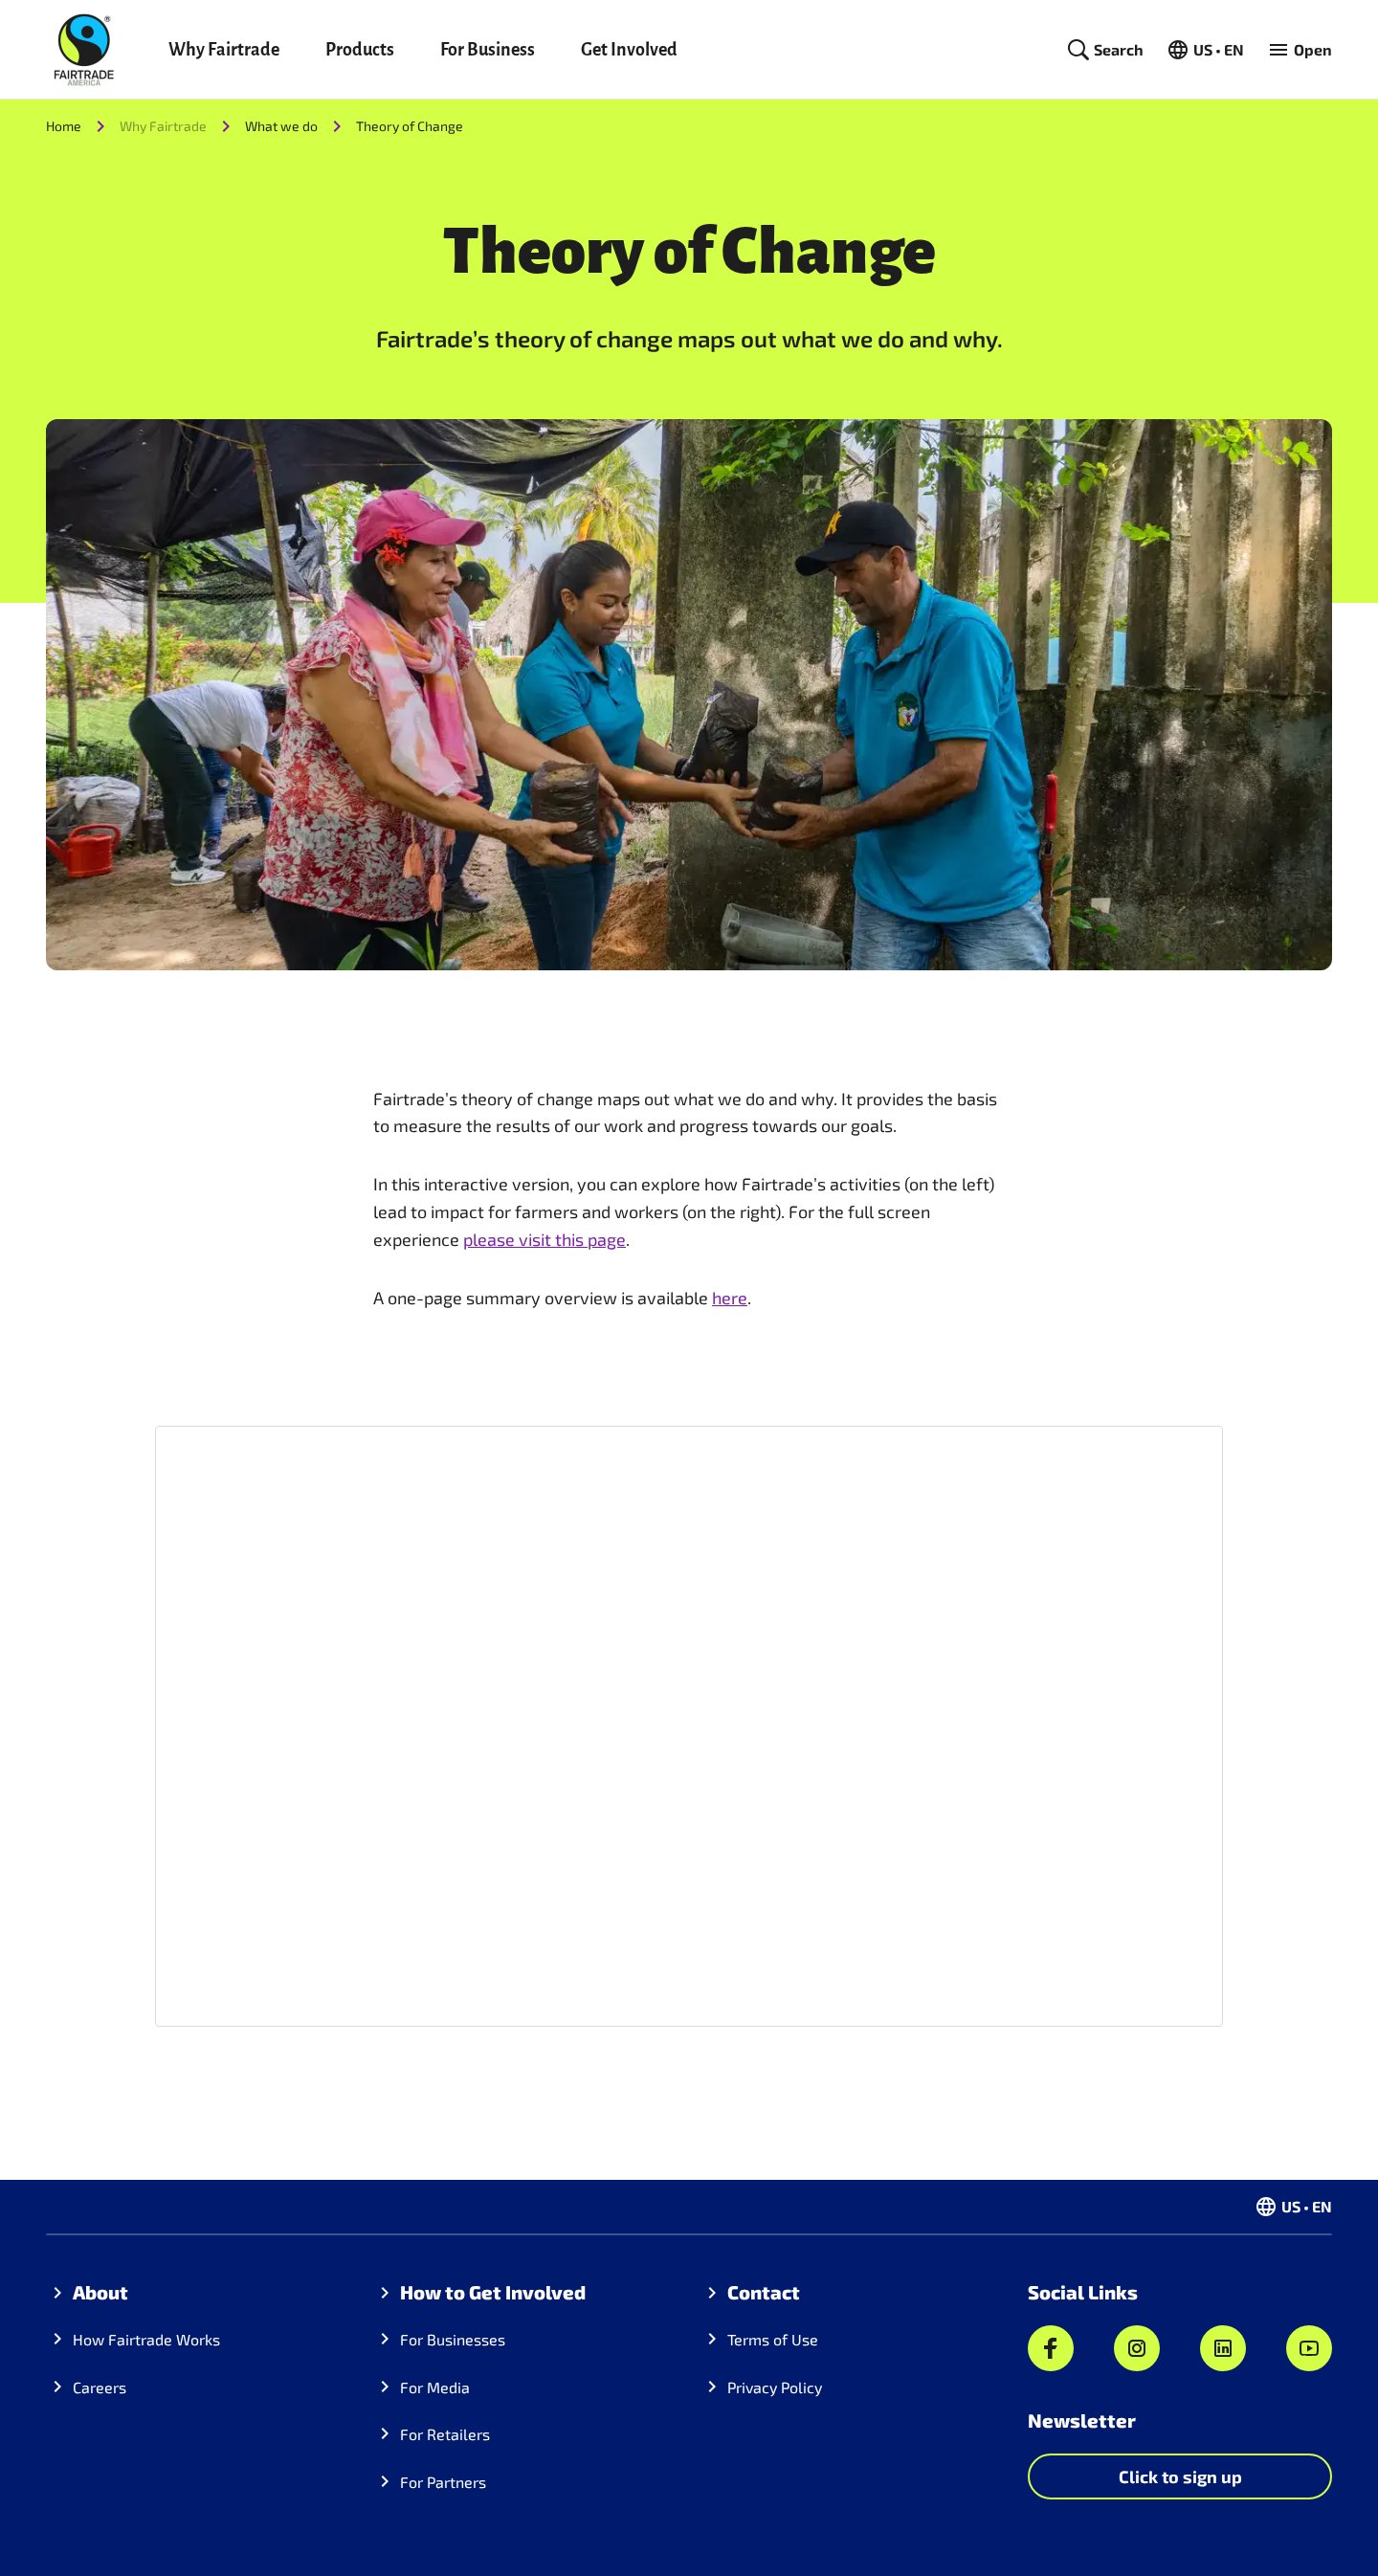 FAIRTRADE
AMERICA
®
Why Fairtrade
Products
For Business
Get Involved
Search
US • EN
Open
Home
Why Fairtrade
What we do
Theory of Change
Theory of Change
Fairtrade’s theory of change maps out what we do and why.
Fairtrade’s theory of change maps out what we do and why. It provides the basis
to measure the results of our work and progress towards our goals.
In this interactive version, you can explore how Fairtrade’s activities (on the left)
lead to impact for farmers and workers (on the right). For the full screen
experience please visit this page.
A one-page summary overview is available here.
US • EN
About
How Fairtrade Works
Careers
How to Get Involved
For Businesses
For Media
For Retailers
For Partners
Contact
Terms of Use
Privacy Policy
Social Links
Newsletter
Click to sign up